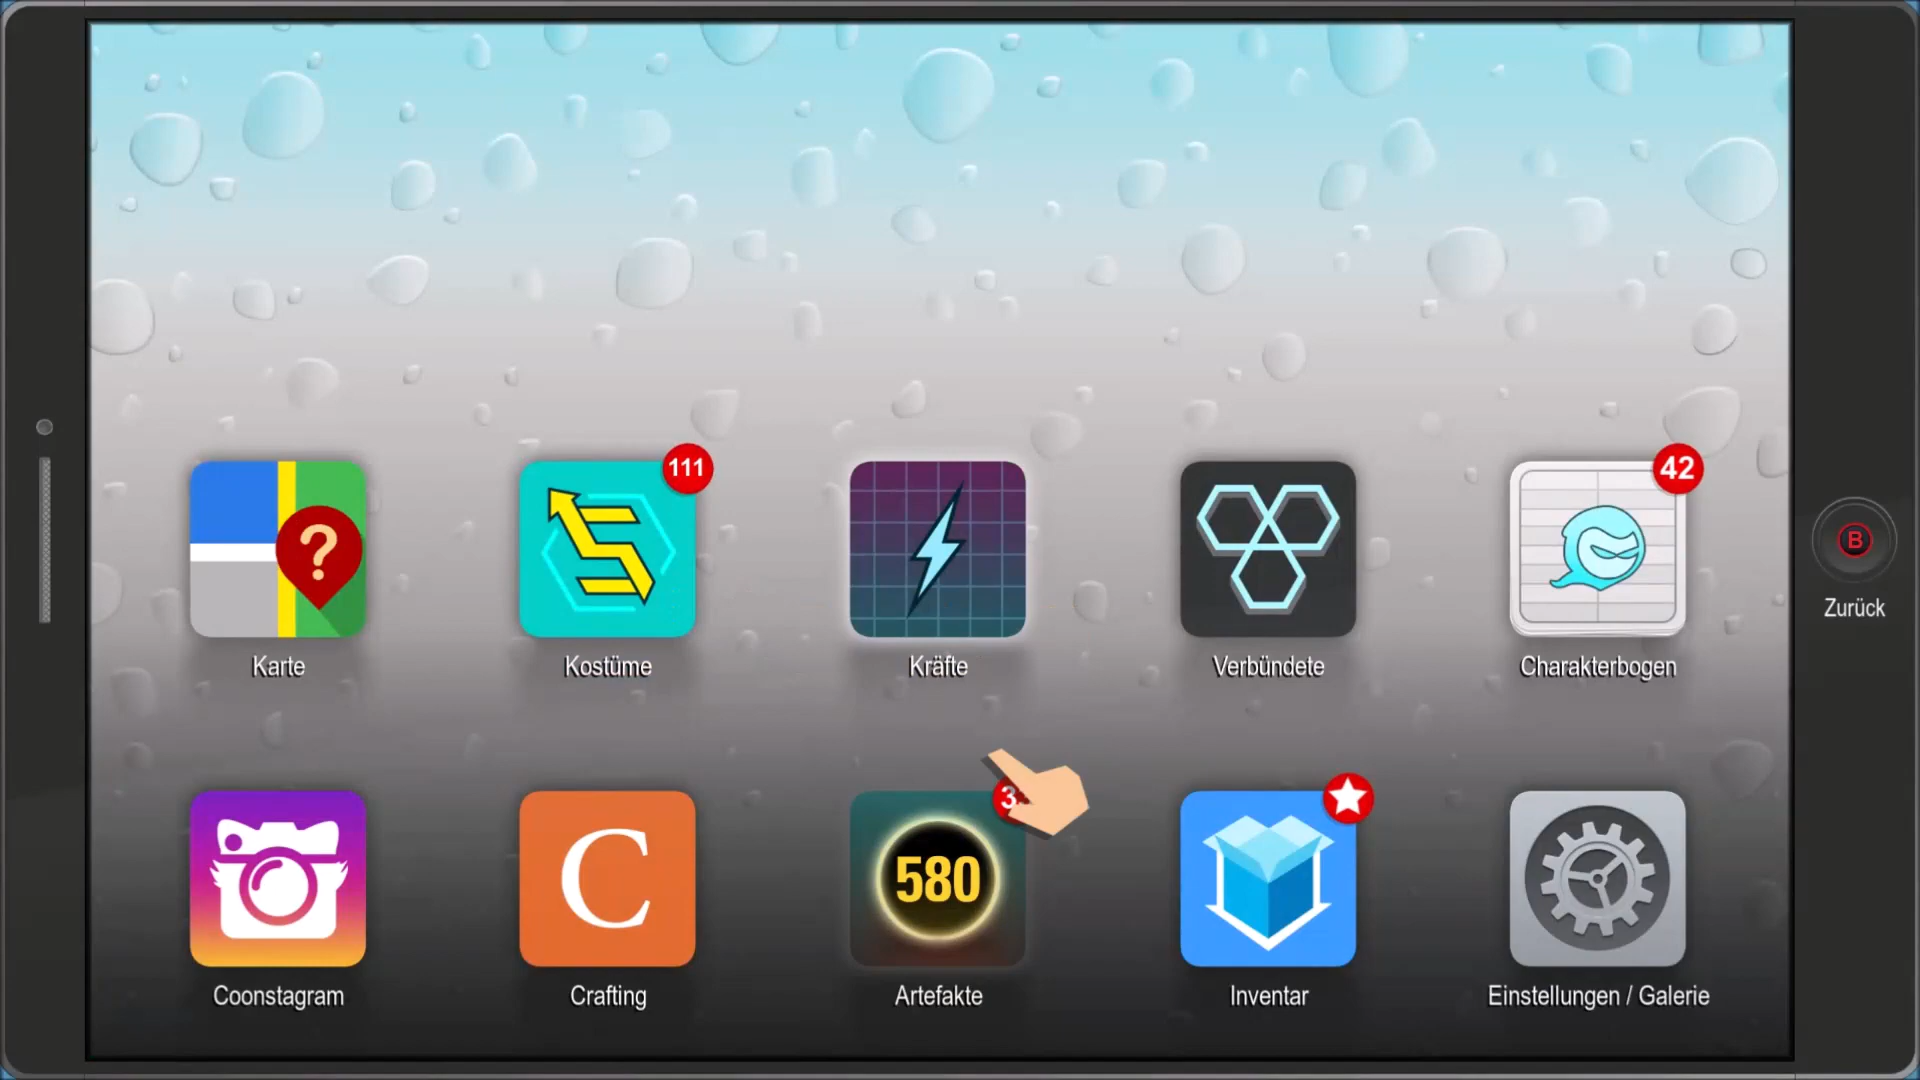 111
42
?
B
Zurück
Karte
Kostüme
Kräfte
Verbündete
Charakterbogen
C
580
Coonstagram
Crafting
Artefakte
Inventar
Einstellungen / Galerie